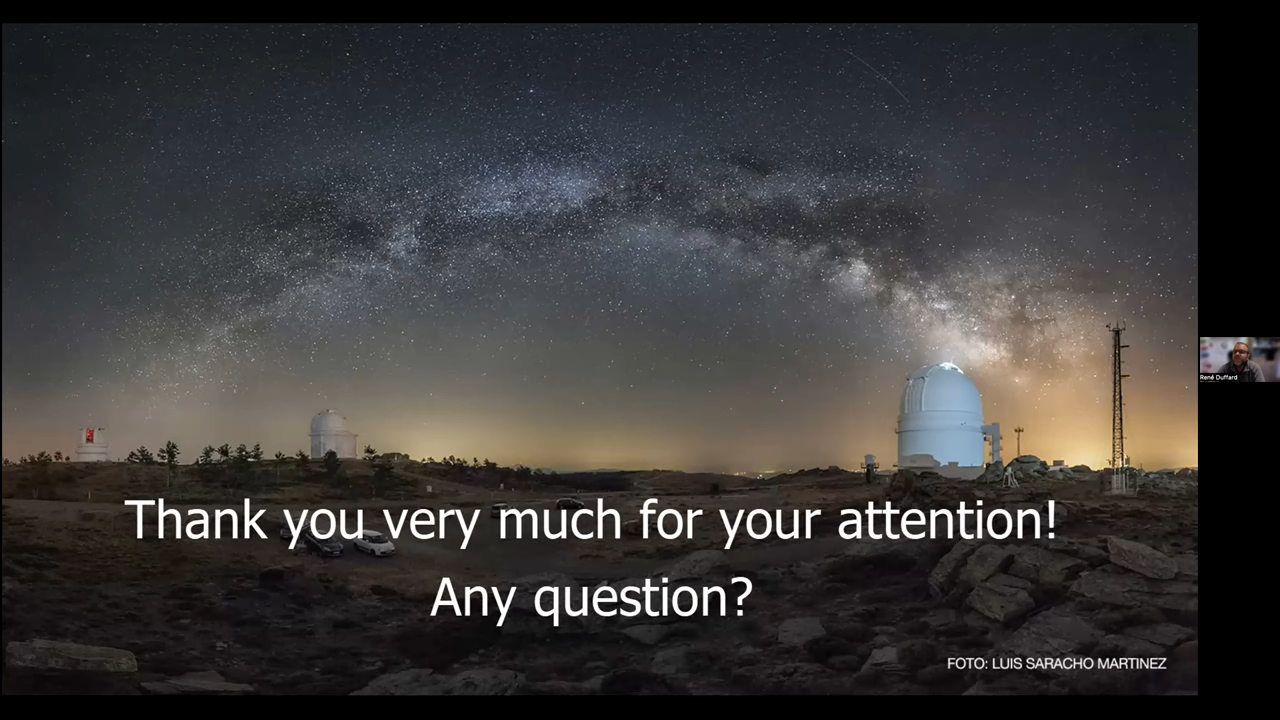 Thank you very much for your attention!
Any question?
FOTO: LUIS SARACHO MARTINEZ
René Duffard